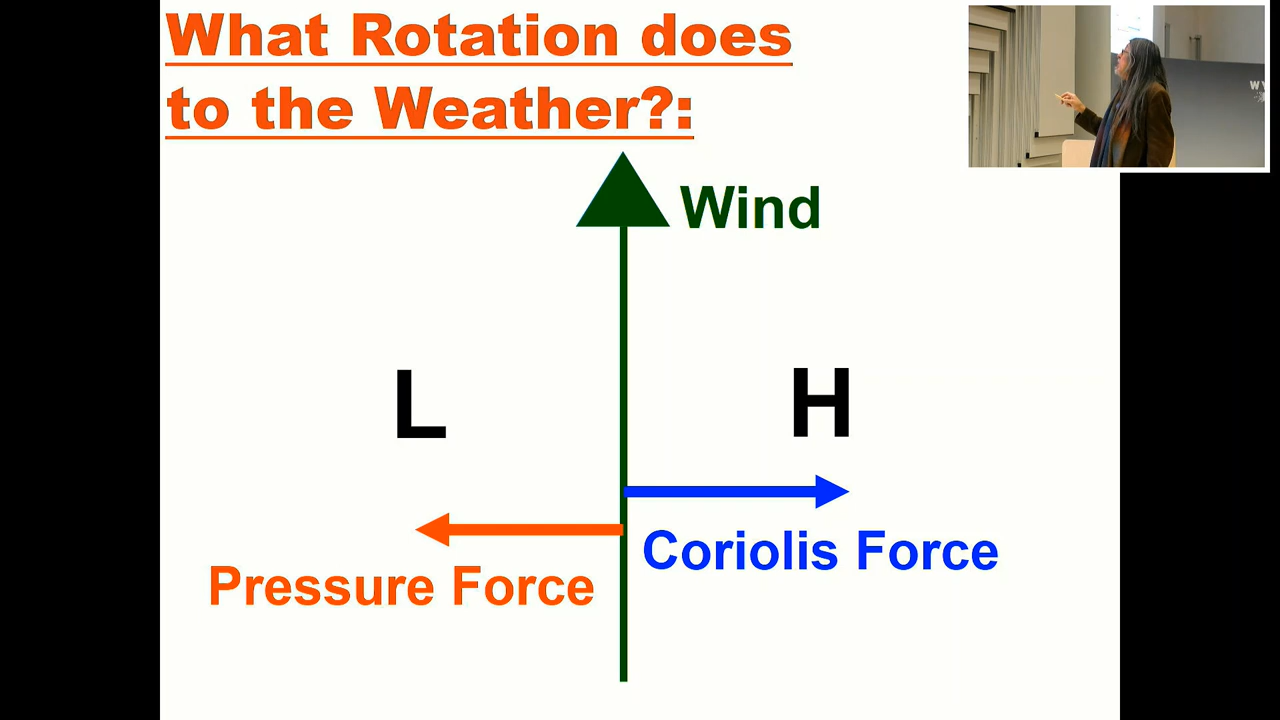 What Rotation does
to the Weather?:
Wind
L
H
Coriolis Force
Pressure Force